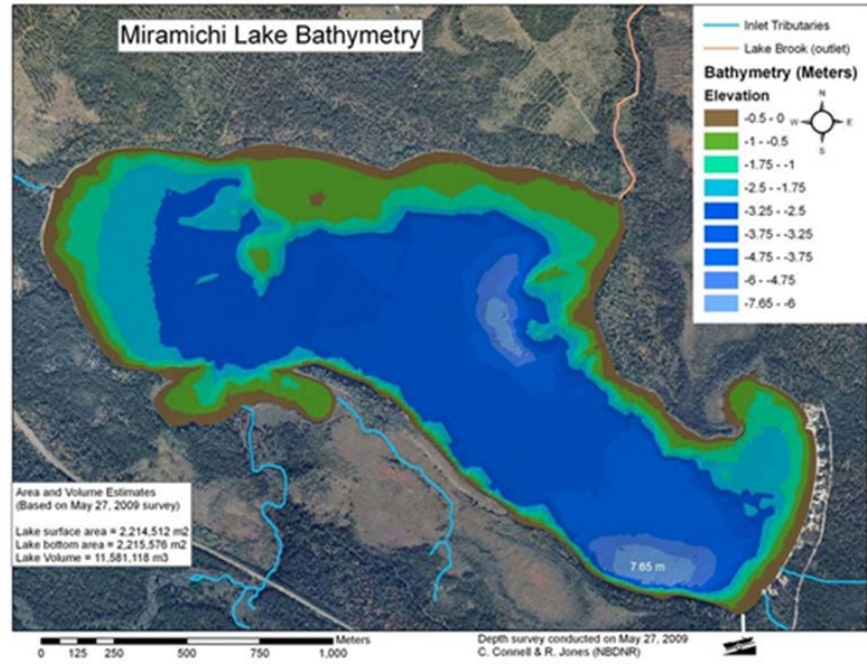 Miramichi Lake Bathymetry
Inlet Tributaries
Lake Brook (outlet)
Bathymetry (Meters)
Elevation
N
W E
S
-0.5 - 0
-1 - -0.5
-1.75 - -1
-2.5 - -1.75
-3.25 - -2.5
-3.75 - -3.25
-4.75 - -3.75
-6 - -4.75
-7.65 - -6
Area and Volume Estimates
(Based on May 27, 2009 survey)
Lake surface area = 2,214,512 m2
Lake bottom area = 2,215,576 m2
Lake Volume = 11,581,118 m3
7.65 m
Meters
0 125 250 500 750 1,000
Depth survey conducted on May 27, 2009
C. Connell & R. Jones (NBDNR)